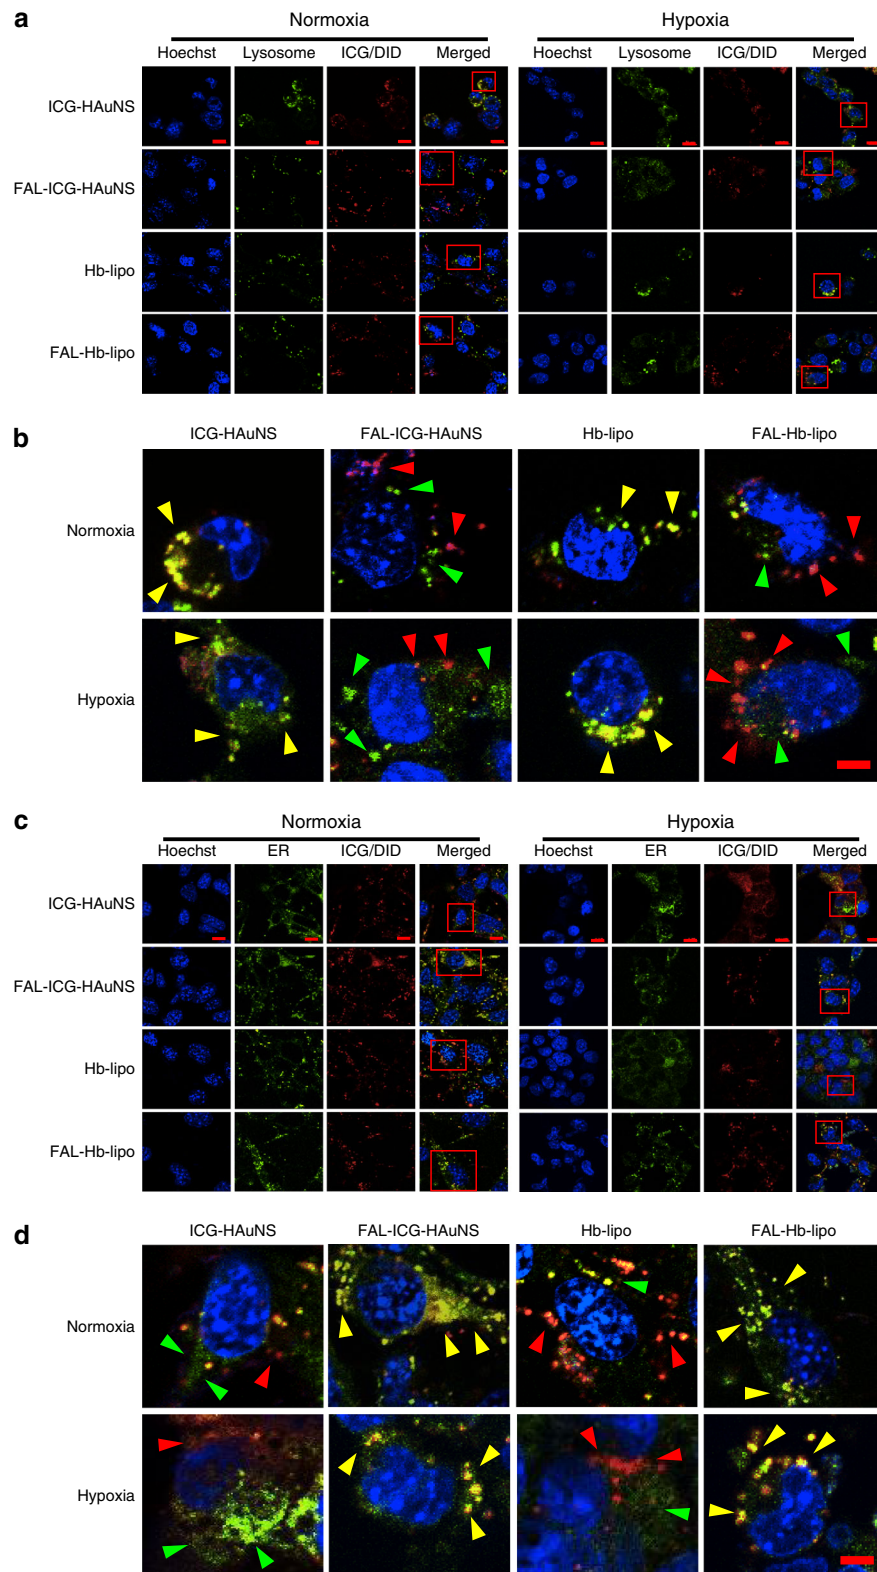 a
Normoxia Hypoxia
Hoechst Lysosome ICG/DID Merged Hoechst Lysosome ICG/DID Merged
ICG-HAuNS
FAL-ICG-HAuNS
Hb-lipo
FAL-Hb-lipo
b
ICG-HAuNS FAL-ICG-HAuNS Hb-lipo FAL-Hb-lipo
Normoxia
Hypoxia
c
Normoxia Hypoxia
Hoechst ER ICG/DID Merged Hoechst ER ICG/DID Merged
ICG-HAuNS
FAL-ICG-HAuNS
Hb-lipo
FAL-Hb-lipo
d
ICG-HAuNS FAL-ICG-HAuNS Hb-lipo FAL-Hb-lipo
Normoxia
Hypoxia